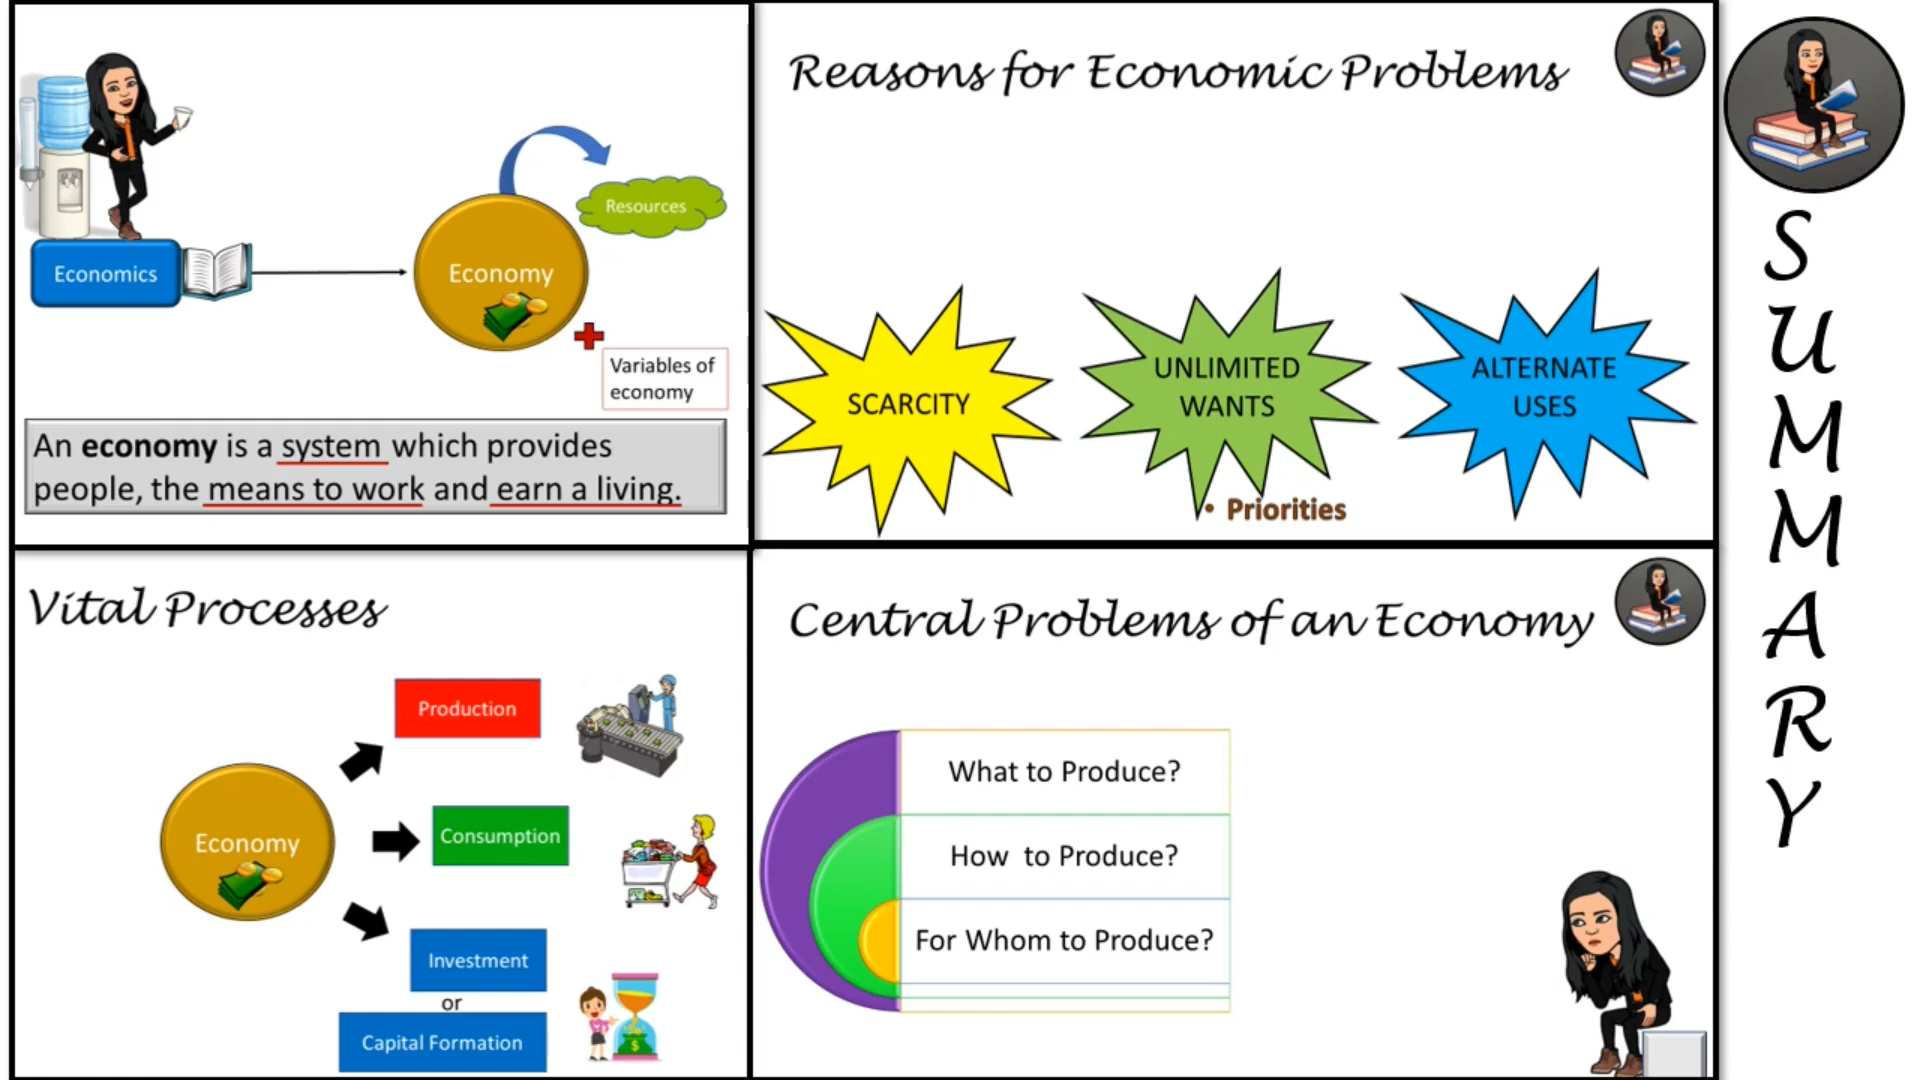 Resources
Economics
Economy
Variables of
economy
An economy is a system which provides
people, the means to work and earn a living.
Reasons for Economic Problems
SCARCITY
UNLIMITED
WANTS
• Priorities
ALTERNATE
USES
Vital Processes
Economy
Production
Consumption
Investment
or
Capital Formation
Central Problems of an Economy
What to Produce?
How  to Produce?
For Whom to Produce?
SUMMARY